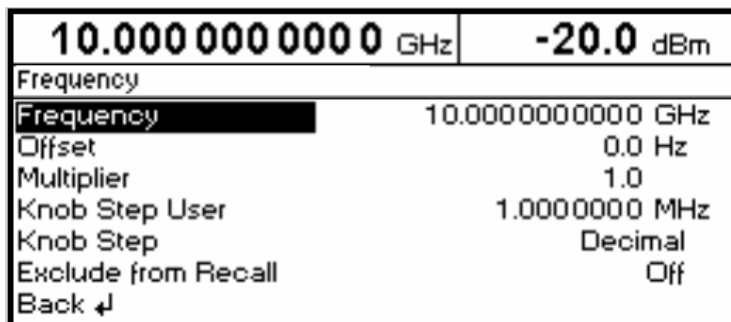 10.000 000 000 0 GHz -20.0 dBm
Frequency
Frequency 10.0000000000 GHz
Offset 0.0 Hz
Multiplier 1.0
Knob Step User 1.0000000 MHz
Knob Step Decimal
Exclude from Recall Off
Back ↲